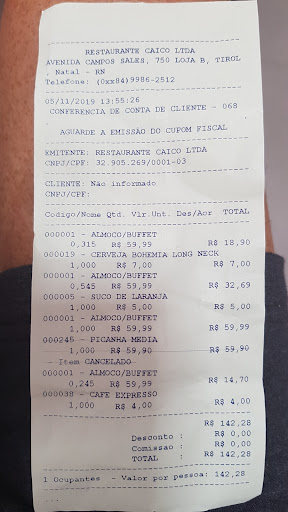 RESTAURANTE CAICO LTDA
AVENIDA CAMPOS SALES, 750 LOJA B, TIROL
, Natal - RN
Telefone: (0xx84)9986-2512
05/11/2019 13:55:26
CONFERENCIA DE CONTA DE CLIENTE - 068
AGUARDE A EMISSÃO DO CUPOM FISCAL
EMITENTE: RESTAURANTE CAICO LTDA
CNPJ/CPF: 32.905.269/0001-03
CLIENTE: Não informado
CNPJ/CPF:
Codigo/Nome Qtd. Vlr.Unt. Des/Acr TOTAL
000001 - ALMOCO/BUFFET
0,315 R$ 59,99 R$ 18,90
000019 - CERVEJA BOHEMIA LONG NECK
1,000 R$ 7,00 R$ 7,00
000001 - ALMOCO/BUFFET
0,545 R$ 59,99 R$ 32,69
000005 - SUCO DE LARANJA
1,000 R$ 5,00 R$ 5,00
000001 - ALMOCO/BUFFET
1,000 R$ 59,99 R$ 59,99
000245 - PICANHA MEDIA
1,000 R$ 59,90 R$ 59,90
- Item CANCELADO -
000001 - ALMOCO/BUFFET
0,245 R$ 59,99 R$ 14,70
000038 - CAFE EXPRESSO
1,000 R$ 4,00 R$ 4,00
R$ 142,28
Desconto : R$ 0,00
Comissao : R$ 0,00
TOTAL : R$ 142,28
1 Ocupantes - Valor por pessoa: 142,28